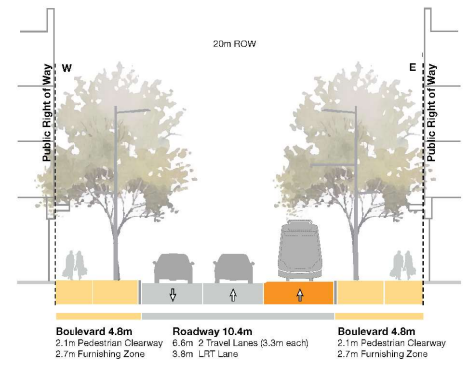 20m ROW
W
E
Public Right of Way
Public Right of Way
Boulevard 4.8m
2.1m Pedestrian Clearway
2.7m Furnishing Zone
Roadway 10.4m
6.6m 2 Travel Lanes (3.3m each)
3.8m LRT Lane
Boulevard 4.8m
2.1m Pedestrian Clearway
2.7m Furnishing Zone